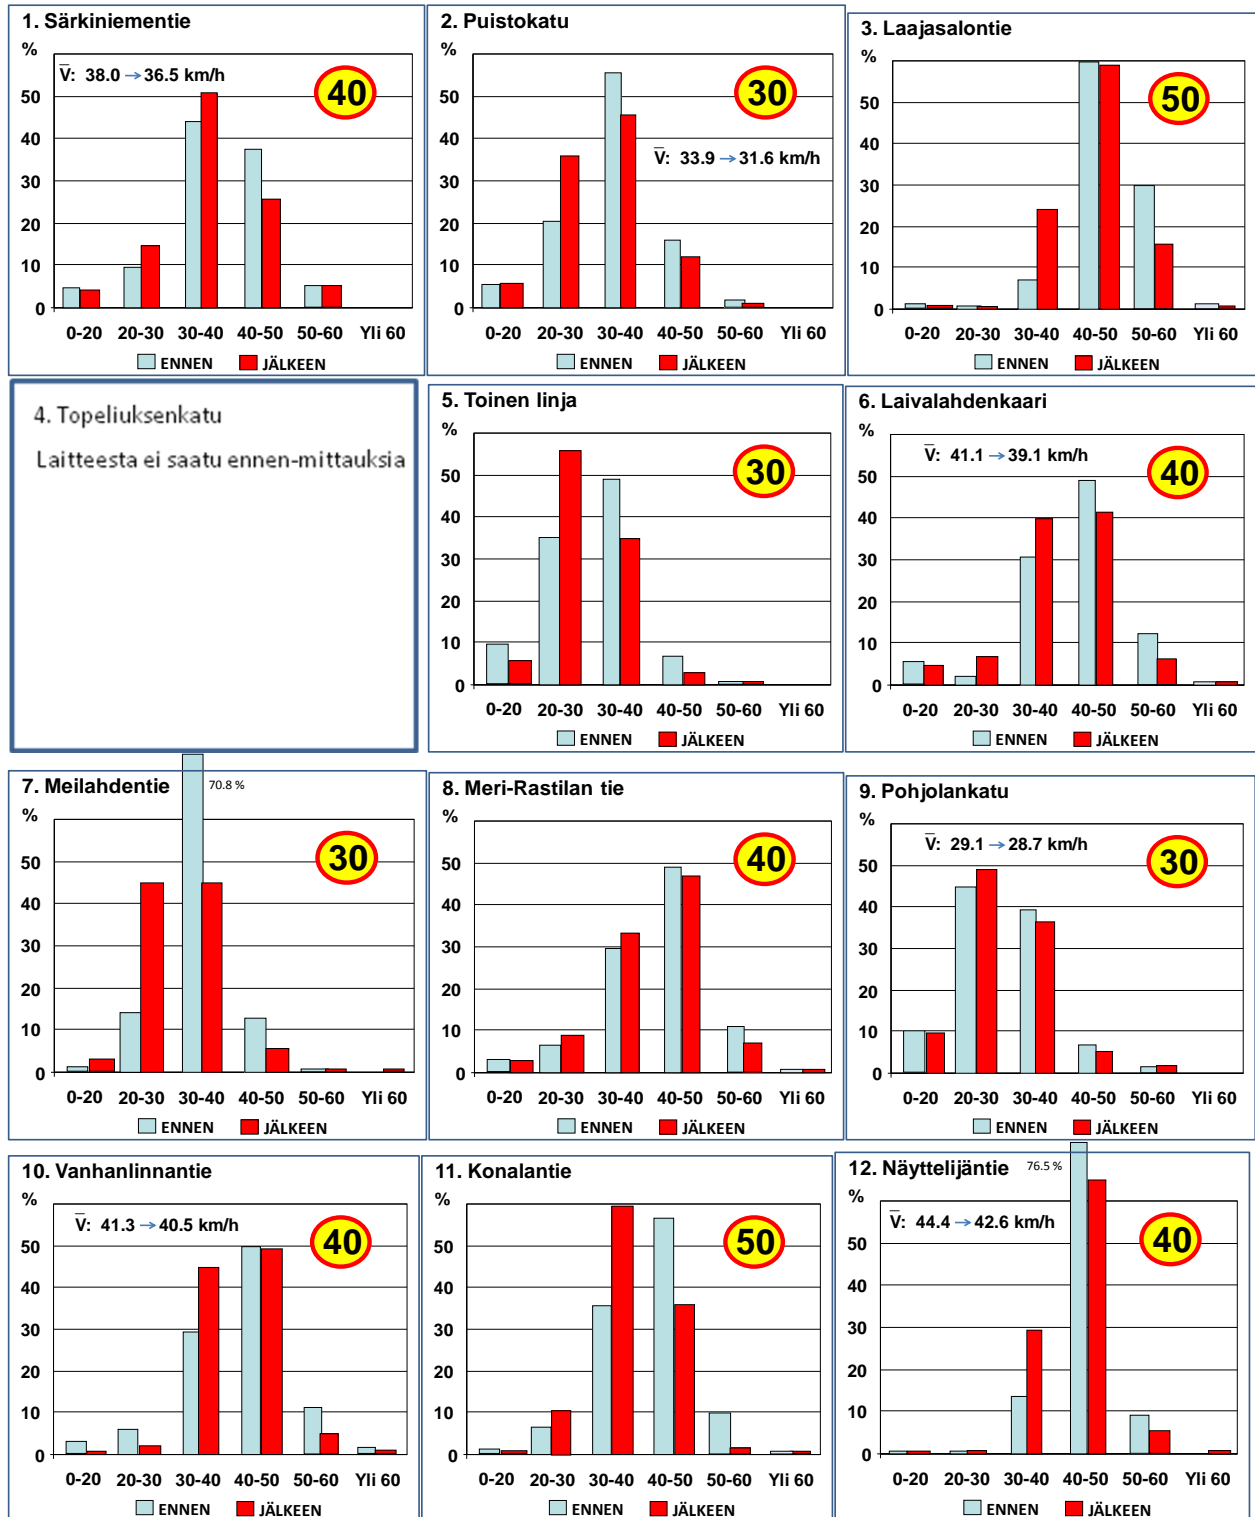 1. Särkiniementie
%
V: 38.0 → 36.5 km/h
40
50
40
30
20
10
0
0-20 20-30 30-40 40-50 50-60 Yli 60
ENNEN JÄLKEEN
2. Puistokatu
%
30
V: 33.9 → 31.6 km/h
50
40
30
20
10
0
0-20 20-30 30-40 40-50 50-60 Yli 60
ENNEN JÄLKEEN
3. Laajasalontie
%
50
50
40
30
20
10
0
0-20 20-30 30-40 40-50 50-60 Yli 60
ENNEN JÄLKEEN
4. Topeliuksenkatu
Laitteesta ei saatu ennen-mittauksia
5. Toinen linja
%
30
50
40
30
20
10
0
0-20 20-30 30-40 40-50 50-60 Yli 60
ENNEN JÄLKEEN
6. Laivalahdenkaari
%
V: 41.1 → 39.1 km/h
40
50
40
30
20
10
0
0-20 20-30 30-40 40-50 50-60 Yli 60
ENNEN JÄLKEEN
7. Meilahdentie
70.8 %
%
30
50
40
30
20
10
0
0-20 20-30 30-40 40-50 50-60 Yli 60
ENNEN JÄLKEEN
8. Meri-Rastilan tie
%
40
50
40
30
20
10
0
0-20 20-30 30-40 40-50 50-60 Yli 60
ENNEN JÄLKEEN
9. Pohjolankatu
%
V: 29.1 → 28.7 km/h
30
50
40
30
20
10
0
0-20 20-30 30-40 40-50 50-60 Yli 60
ENNEN JÄLKEEN
10. Vanhanlinnantie
%
V: 41.3 → 40.5 km/h
40
50
40
30
20
10
0
0-20 20-30 30-40 40-50 50-60 Yli 60
ENNEN JÄLKEEN
11. Konalantie
%
50
50
40
30
20
10
0
0-20 20-30 30-40 40-50 50-60 Yli 60
ENNEN JÄLKEEN
12. Näyttelijäntie 76.5 %
%
V: 44.4 → 42.6 km/h
40
50
40
30
20
10
0
0-20 20-30 30-40 40-50 50-60 Yli 60
ENNEN JÄLKEEN